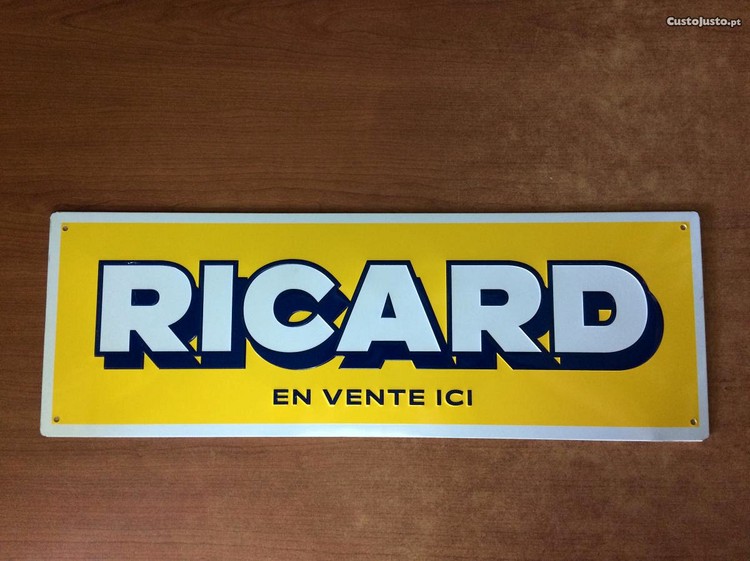 CustoJusto.pt
RICARD
EN VENTE ICI